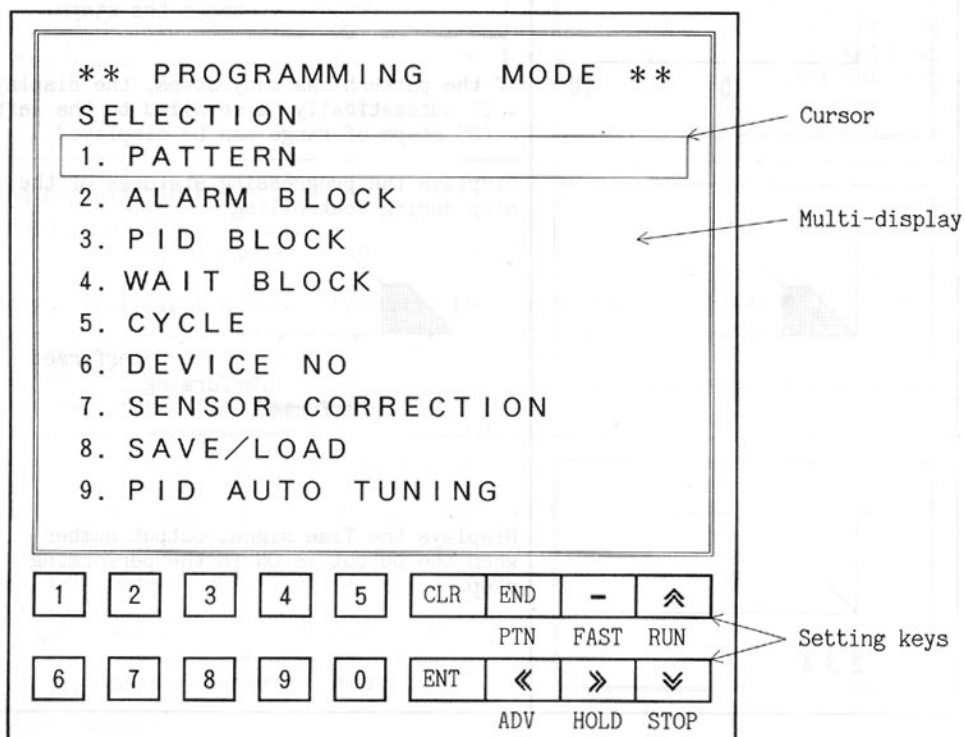 ** PROGRAMMING MODE **
SELECTION
1. PATTERN
2. ALARM BLOCK
3. PID BLOCK
4. WAIT BLOCK
5. CYCLE
6. DEVICE NO
7. SENSOR CORRECTION
8. SAVE/LOAD
9. PID AUTO TUNING
Cursor
Multi-display
1 2 3 4 5 CLR END − ︽
PTN FAST RUN
Setting keys
6 7 8 9 0 ENT 《 》 ︾
ADV HOLD STOP